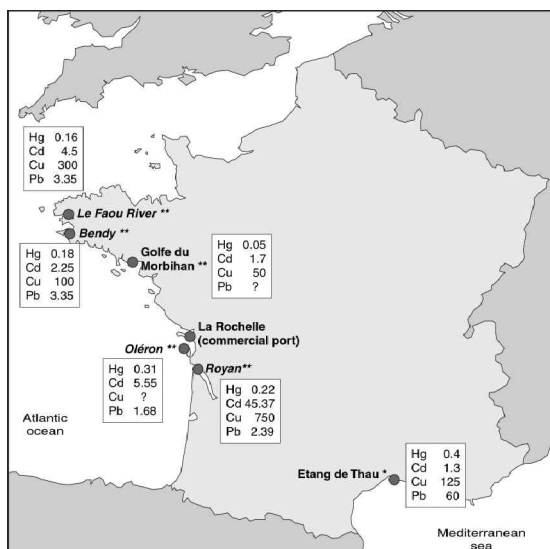 Hg 0.16
Cd 4.5
Cu 300
Pb 3.35
Le Faou River **
Bendy **
Hg 0.18
Cd 2.25
Cu 100
Pb 3.35
Golfe du
Morbihan **
Hg 0.05
Cd 1.7
Cu 50
Pb ?
La Rochelle
(commercial port)
Oléron **
Hg 0.31
Cd 5.55
Cu ?
Pb 1.68
Royan**
Hg 0.22
Cd 45.37
Cu 750
Pb 2.39
Atlantic
ocean
Etang de Thau *
Hg 0.4
Cd 1.3
Cu 125
Pb 60
Mediterranean
sea